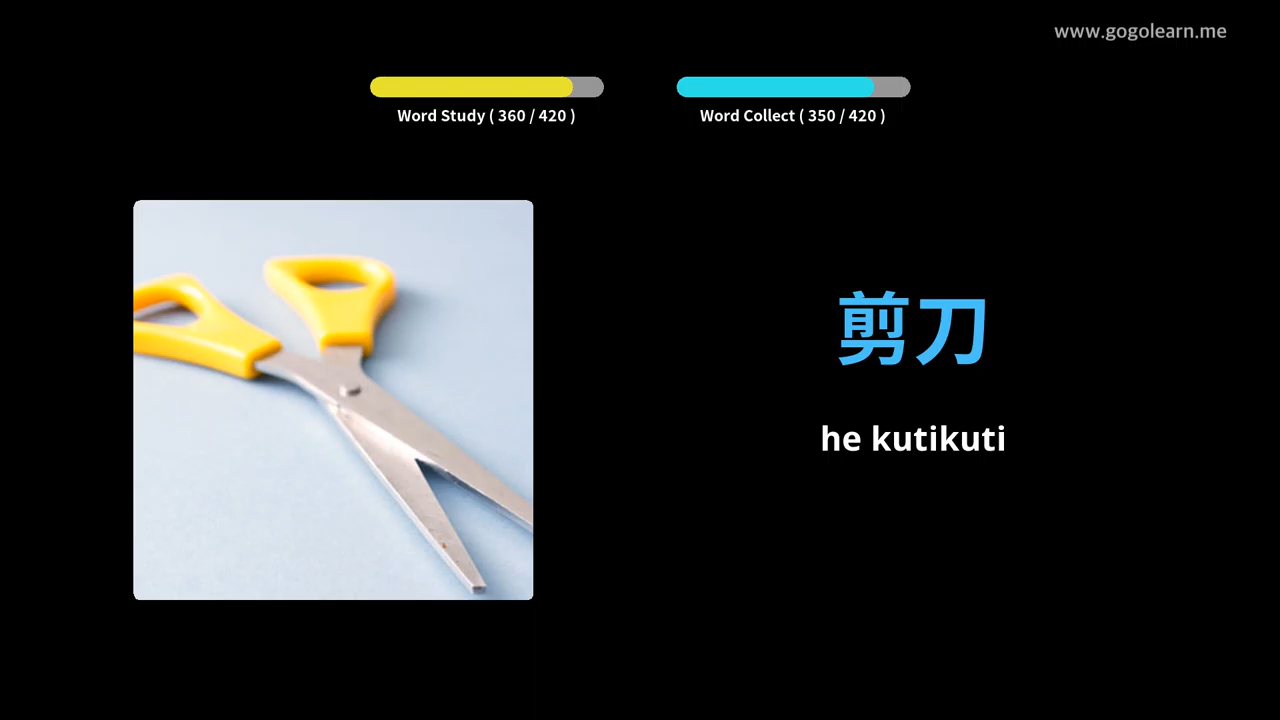 www.gogolearn.me
Word Study ( 360 / 420 )
Word Collect ( 350 / 420 )
剪刀
he kutikuti